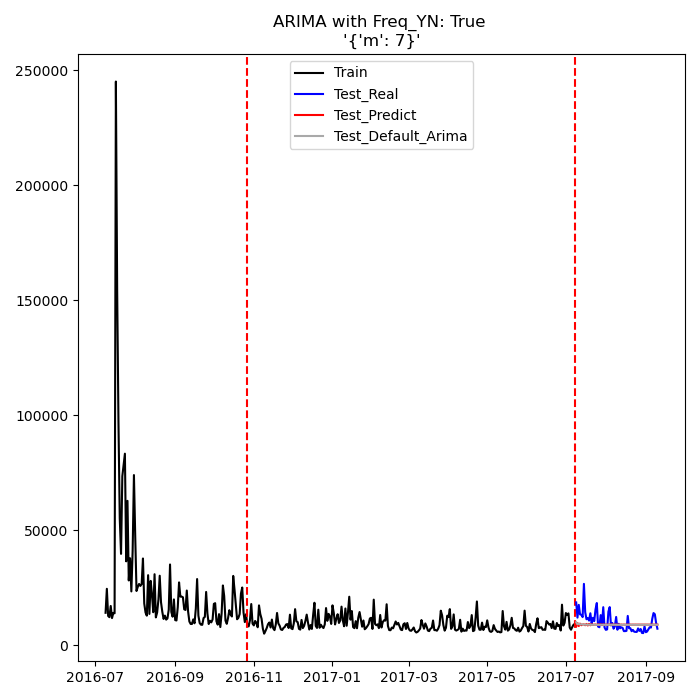 ARIMA with Freq_YN: True
'{'m': 7}'
Train
Test_Real
Test_Predict
Test_Default_Arima
250000
200000
150000
100000
50000
0
2016-07 2016-09 2016-11 2017-01 2017-03 2017-05 2017-07 2017-09